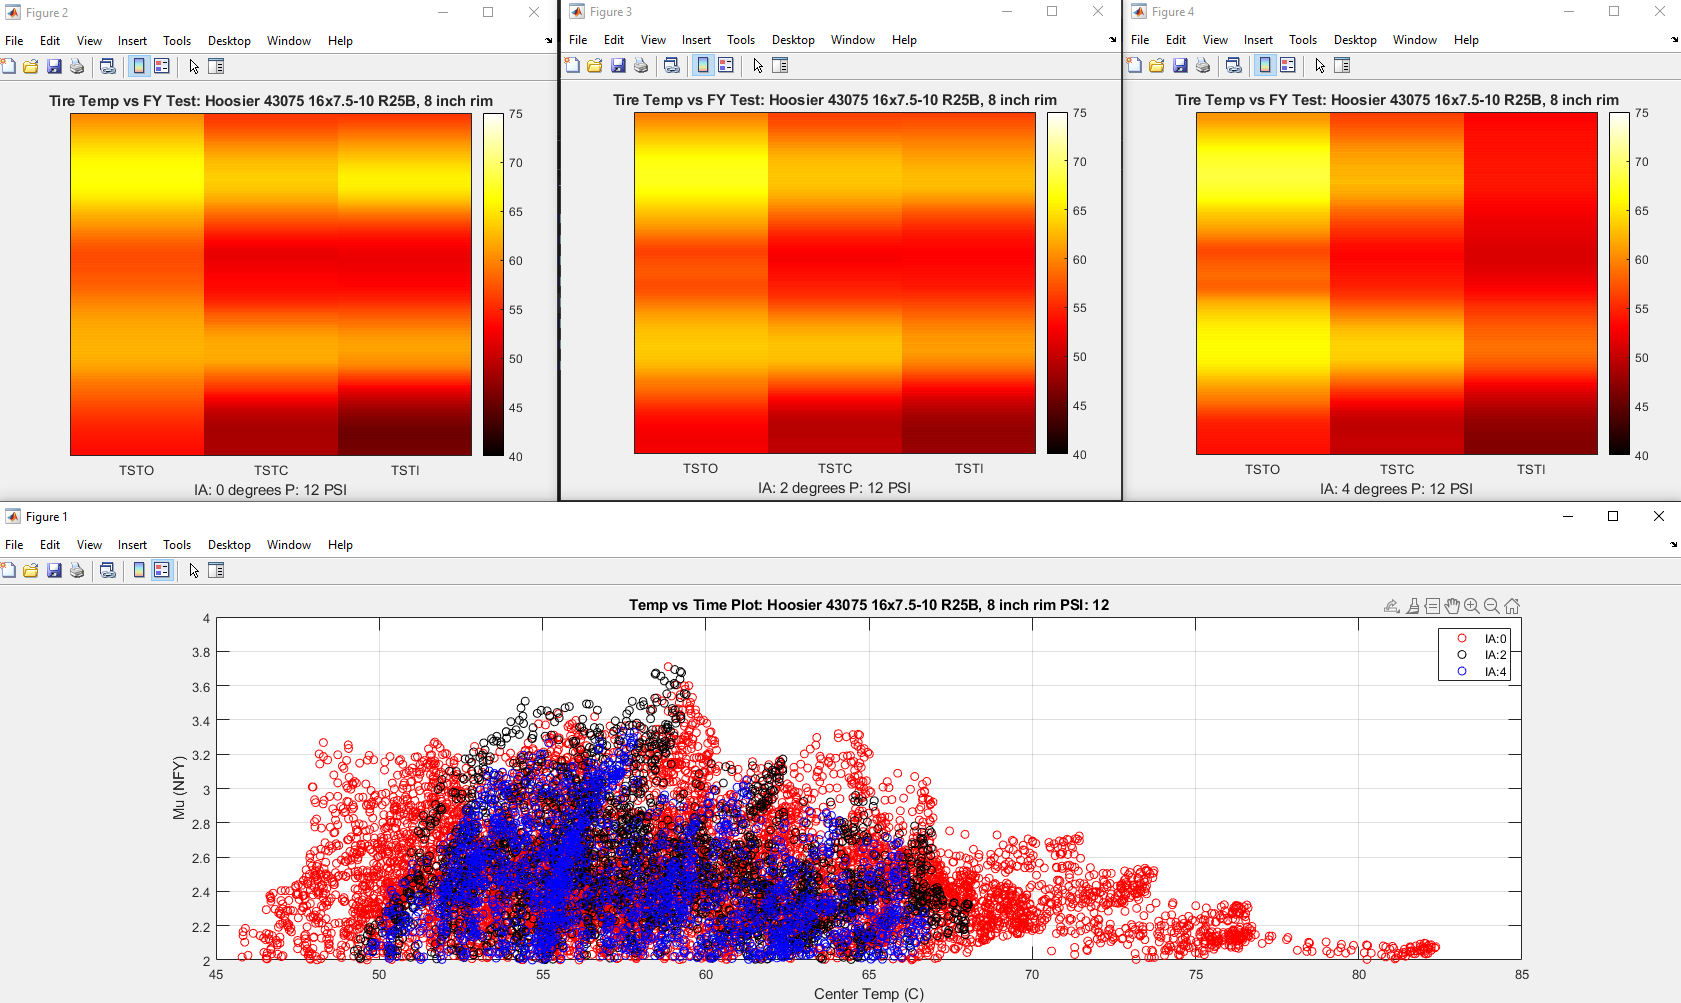 Figure 2
File Edit View Insert Tools Desktop Window Help
Tire Temp vs FY Test: Hoosier 43075 16x7.5-10 R25B, 8 inch rim
75
70
65
60
55
50
45
40
TSTO TSTC TSTI
IA: 0 degrees P: 12 PSI
Figure 3
File Edit View Insert Tools Desktop Window Help
Tire Temp vs FY Test: Hoosier 43075 16x7.5-10 R25B, 8 inch rim
75
70
65
60
55
50
45
40
TSTO TSTC TSTI
IA: 2 degrees P: 12 PSI
Figure 4
File Edit View Insert Tools Desktop Window Help
Tire Temp vs FY Test: Hoosier 43075 16x7.5-10 R25B, 8 inch rim
75
70
65
60
55
50
45
40
TSTO TSTC TSTI
IA: 4 degrees P: 12 PSI
Figure 1
File Edit View Insert Tools Desktop Window Help
Temp vs Time Plot: Hoosier 43075 16x7.5-10 R25B, 8 inch rim PSI: 12
IA:0
IA:2
IA:4
Mu (NFY)
4
3.8
3.6
3.4
3.2
3
2.8
2.6
2.4
2.2
2
45 50 55 60 65 70 75 80 85
Center Temp (C)